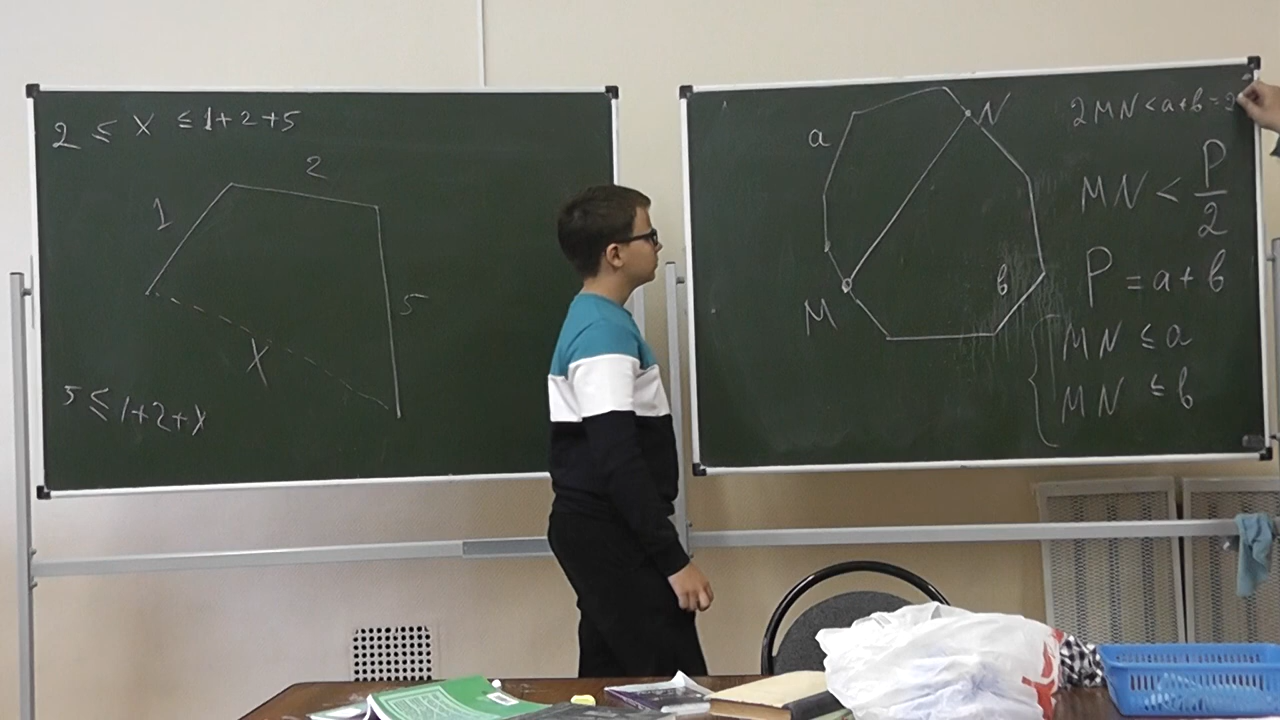 2 ≤ X ≤ 1+2+5
2
1
5
X
5 ≤ 1+2+X
a
N
M
в
2MN < a+в =
MN < P/2
P = a+в
MN ≤ a
MN ≤ в